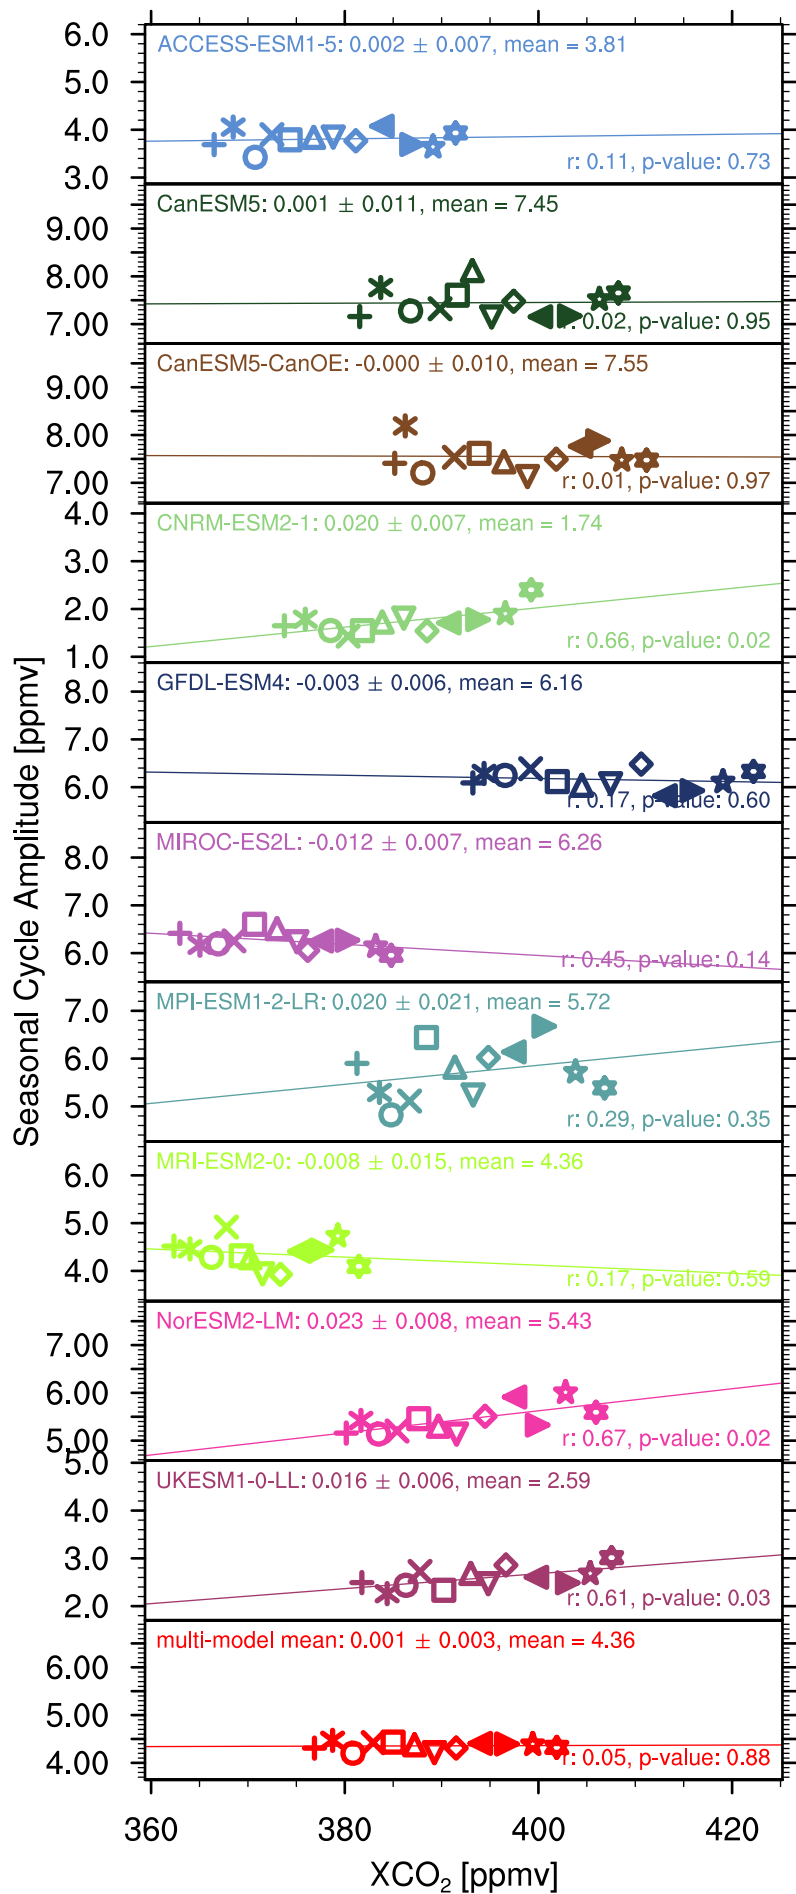 6.0
ACCESS-ESM1-5: 0.002 ± 0.007, mean = 3.81
5.0
4.0
3.0
r: 0.11, p-value: 0.73
CanESM5: 0.001 ± 0.011, mean = 7.45
9.00
8.00
7.00
r: 0.02, p-value: 0.95
CanESM5-CanOE: -0.000 ± 0.010, mean = 7.55
9.00
8.00
7.00
r: 0.01, p-value: 0.97
4.0
CNRM-ESM2-1: 0.020 ± 0.007, mean = 1.74
3.0
2.0
1.0
r: 0.66, p-value: 0.02
GFDL-ESM4: -0.003 ± 0.006, mean = 6.16
8.0
7.0
6.0
r: 0.17, p-value: 0.60
MIROC-ES2L: -0.012 ± 0.007, mean = 6.26
8.0
7.0
6.0
r: 0.45, p-value: 0.14
MPI-ESM1-2-LR: 0.020 ± 0.021, mean = 5.72
7.0
6.0
5.0
r: 0.29, p-value: 0.35
MRI-ESM2-0: -0.008 ± 0.015, mean = 4.36
6.0
5.0
4.0
r: 0.17, p-value: 0.59
NorESM2-LM: 0.023 ± 0.008, mean = 5.43
7.00
6.00
5.00
r: 0.67, p-value: 0.02
5.0
UKESM1-0-LL: 0.016 ± 0.006, mean = 2.59
4.0
3.0
2.0
r: 0.61, p-value: 0.03
multi-model mean: 0.001 ± 0.003, mean = 4.36
6.00
5.00
4.00
r: 0.05, p-value: 0.88
360 380 400 420
XCO₂ [ppmv]
Seasonal Cycle Amplitude [ppmv]